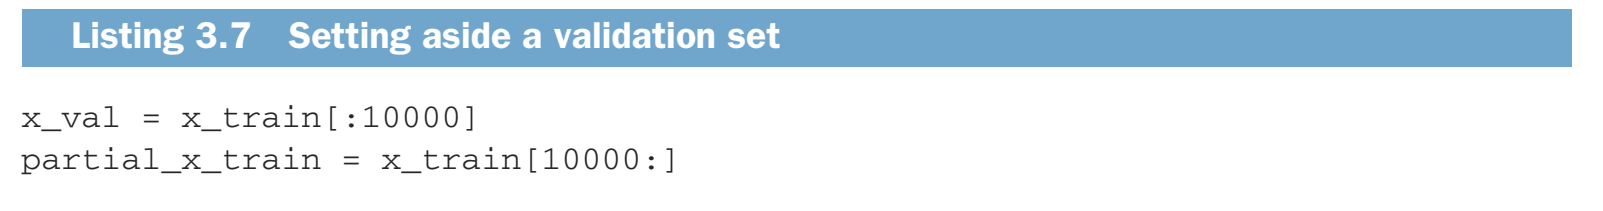 Listing 3.7 Setting aside a validation set
x_val = x_train[:10000]
partial_x_train = x_train[10000:]